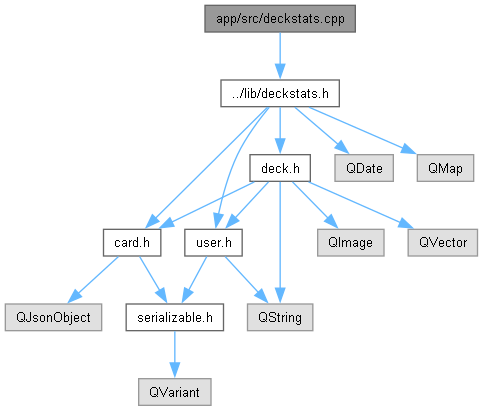 app/src/deckstats.cpp
../lib/deckstats.h
deck.h
QDate
QMap
card.h
user.h
QImage
QVector
QJsonObject
serializable.h
QString
QVariant